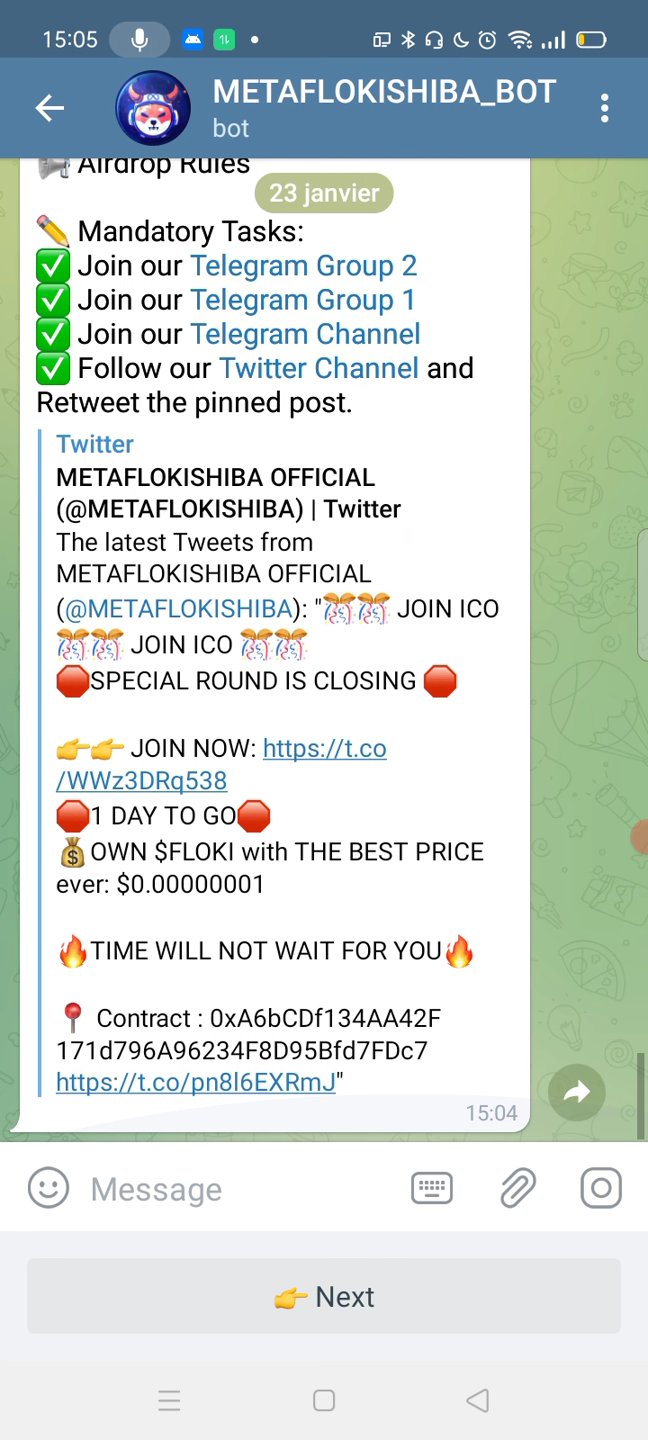 15:05
METAFLOKISHIBA_BOT
bot
Airdrop Rules
23 janvier
Mandatory Tasks:
Join our Telegram Group 2
Join our Telegram Group 1
Join our Telegram Channel
Follow our Twitter Channel and
Retweet the pinned post.
Twitter
METAFLOKISHIBA OFFICIAL
(@METAFLOKISHIBA) | Twitter
The latest Tweets from
METAFLOKISHIBA OFFICIAL
(@METAFLOKISHIBA): "🎊🎊 JOIN ICO
🎊🎊 JOIN ICO 🎊🎊
🛑SPECIAL ROUND IS CLOSING 🛑
👉👉 JOIN NOW: https://t.co
/WWz3DRq538
🛑1 DAY TO GO🛑
💰OWN $FLOKI with THE BEST PRICE
ever: $0.00000001
🔥TIME WILL NOT WAIT FOR YOU🔥
📍 Contract : 0xA6bCDf134AA42F
171d796A96234F8D95Bfd7FDc7
https://t.co/pn8l6EXRmJ"
15:04
Message
👉 Next